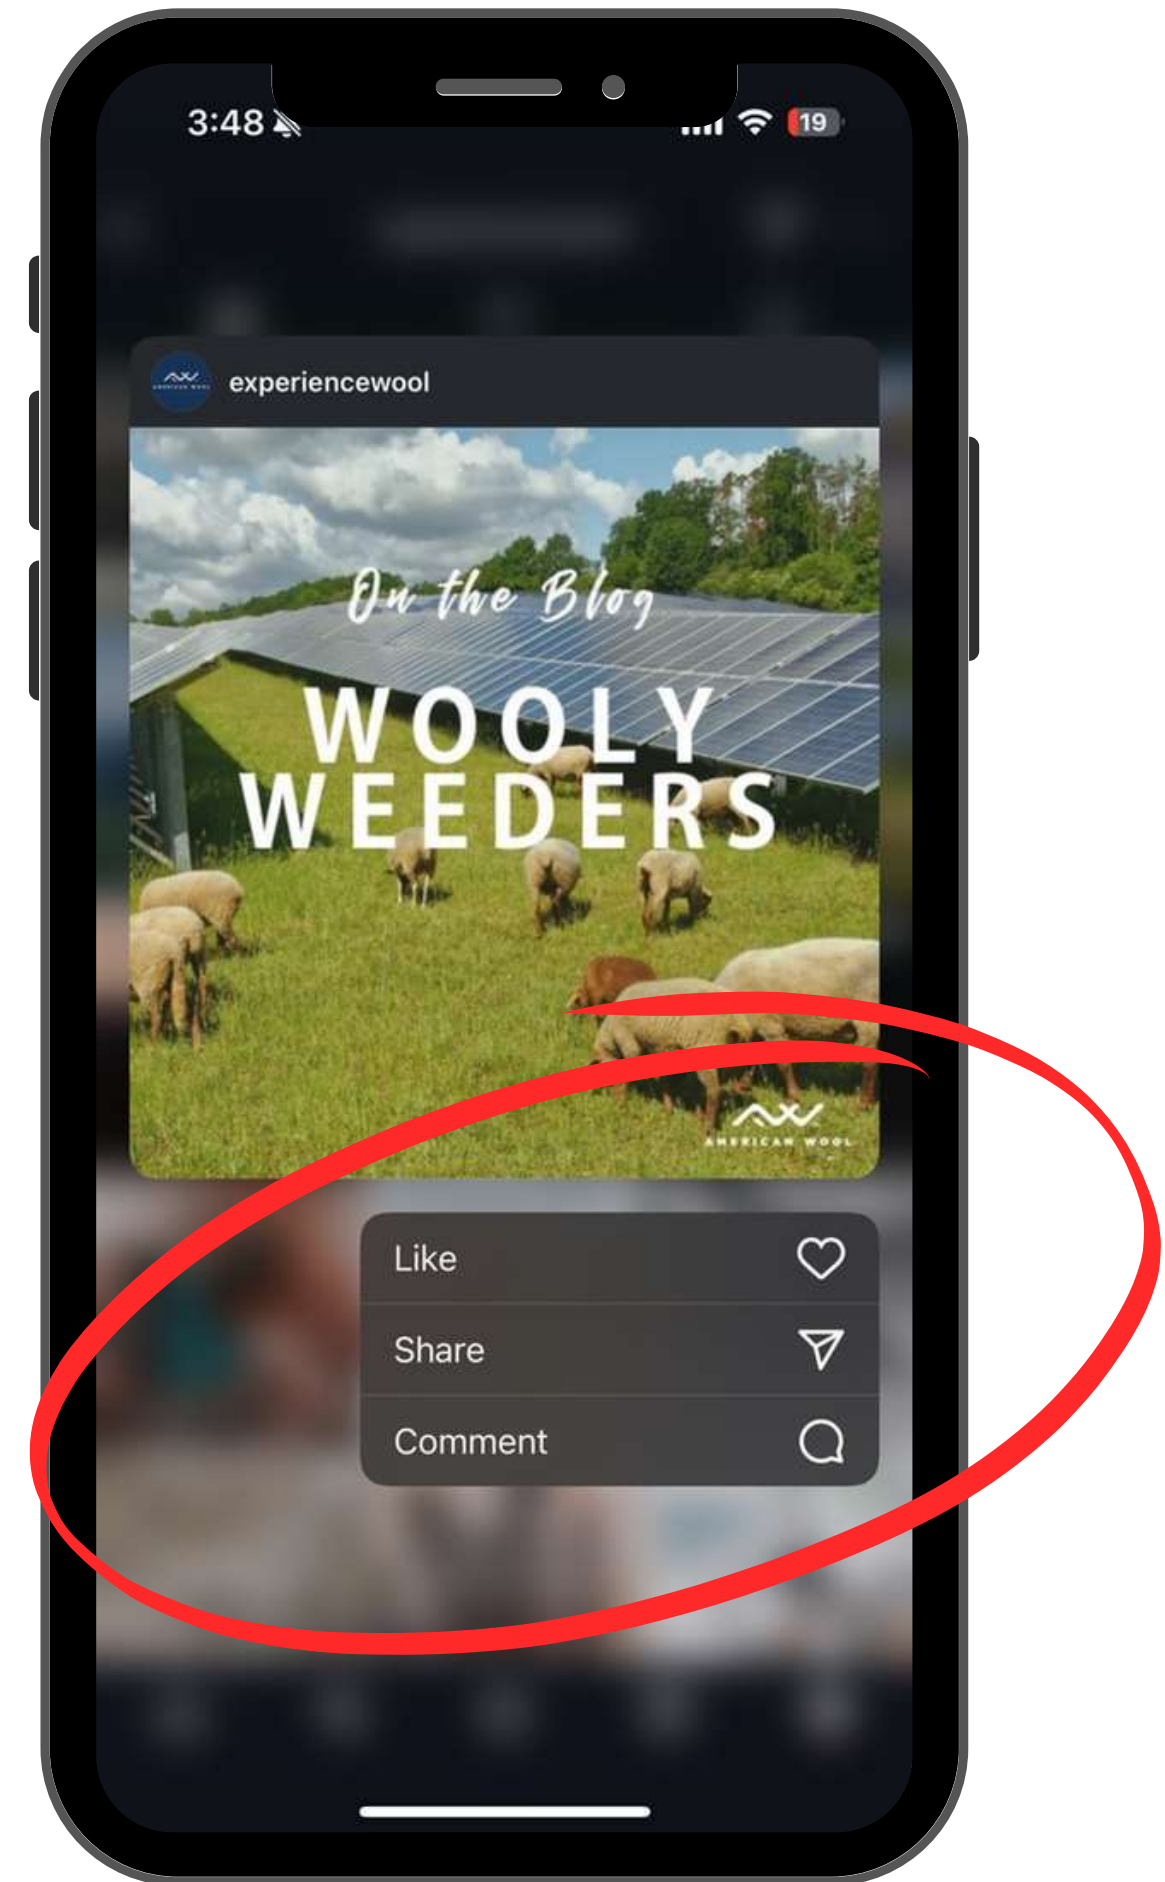 3:48
19
experiencewool
On the Blog
WOOLY
WEEDERS
AMERICAN WOOL
Like
Share
Comment